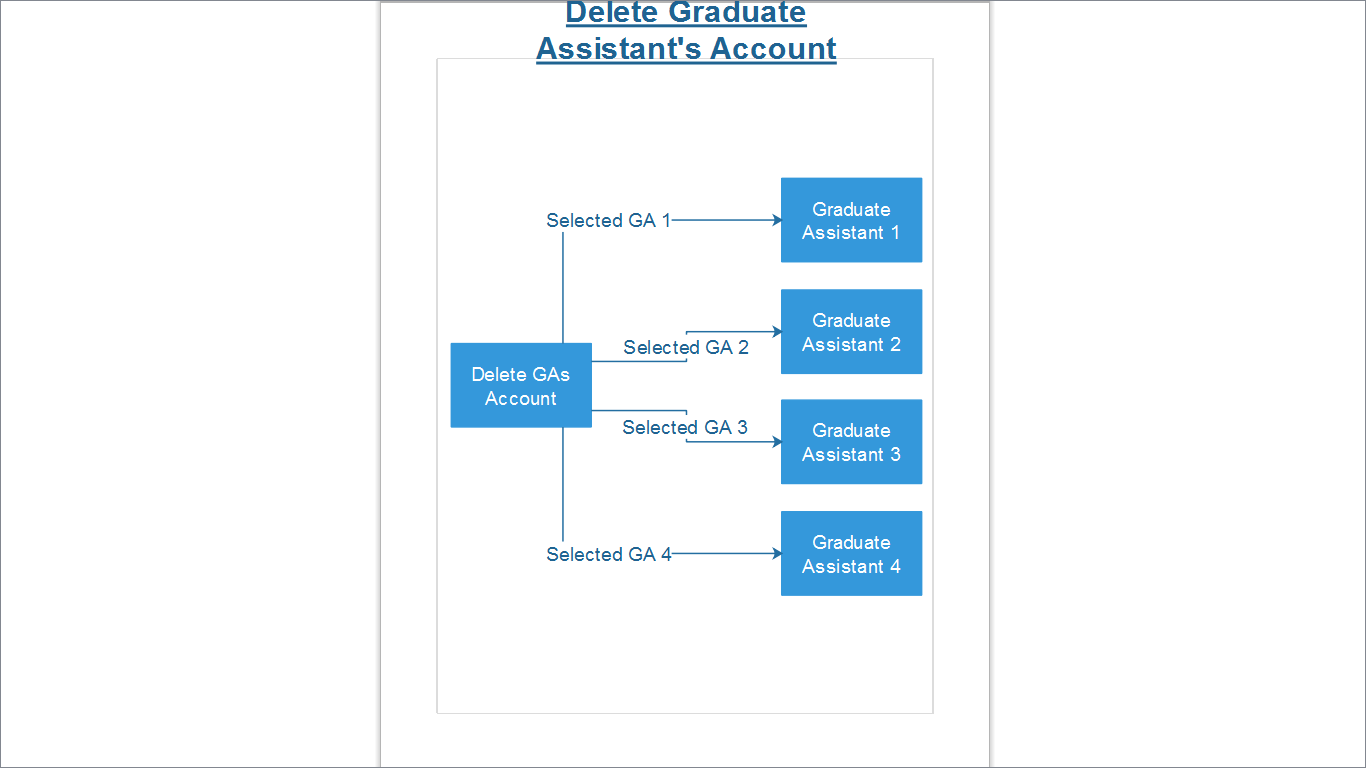 Delete Graduate
Assistant's Account
Selected GA 1
Graduate
Assistant 1
Selected GA 2
Graduate
Assistant 2
Delete GAs
Account
Selected GA 3
Graduate
Assistant 3
Selected GA 4
Graduate
Assistant 4